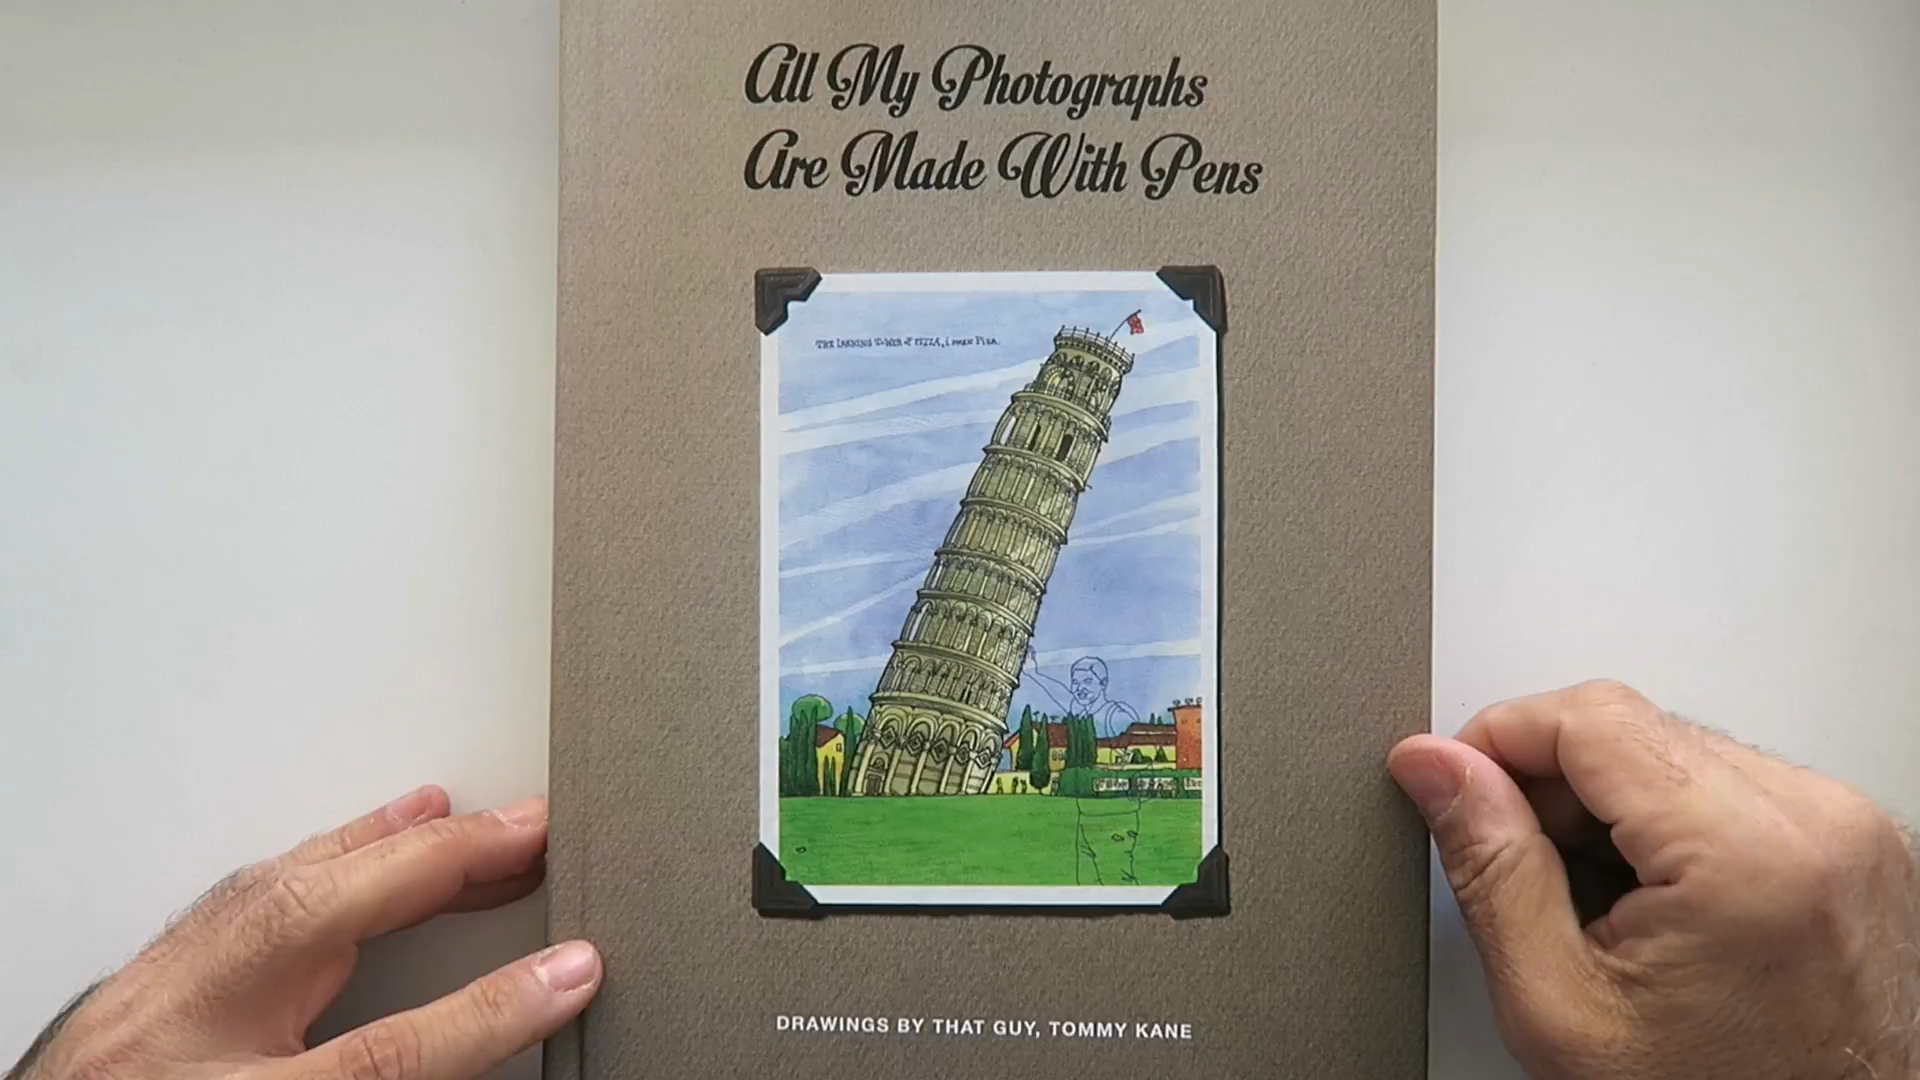 All My Photographs
Are Made With Pens
THE LEANING TOWER OF PIZZA, I MEAN PISA.
DRAWINGS BY THAT GUY, TOMMY KANE